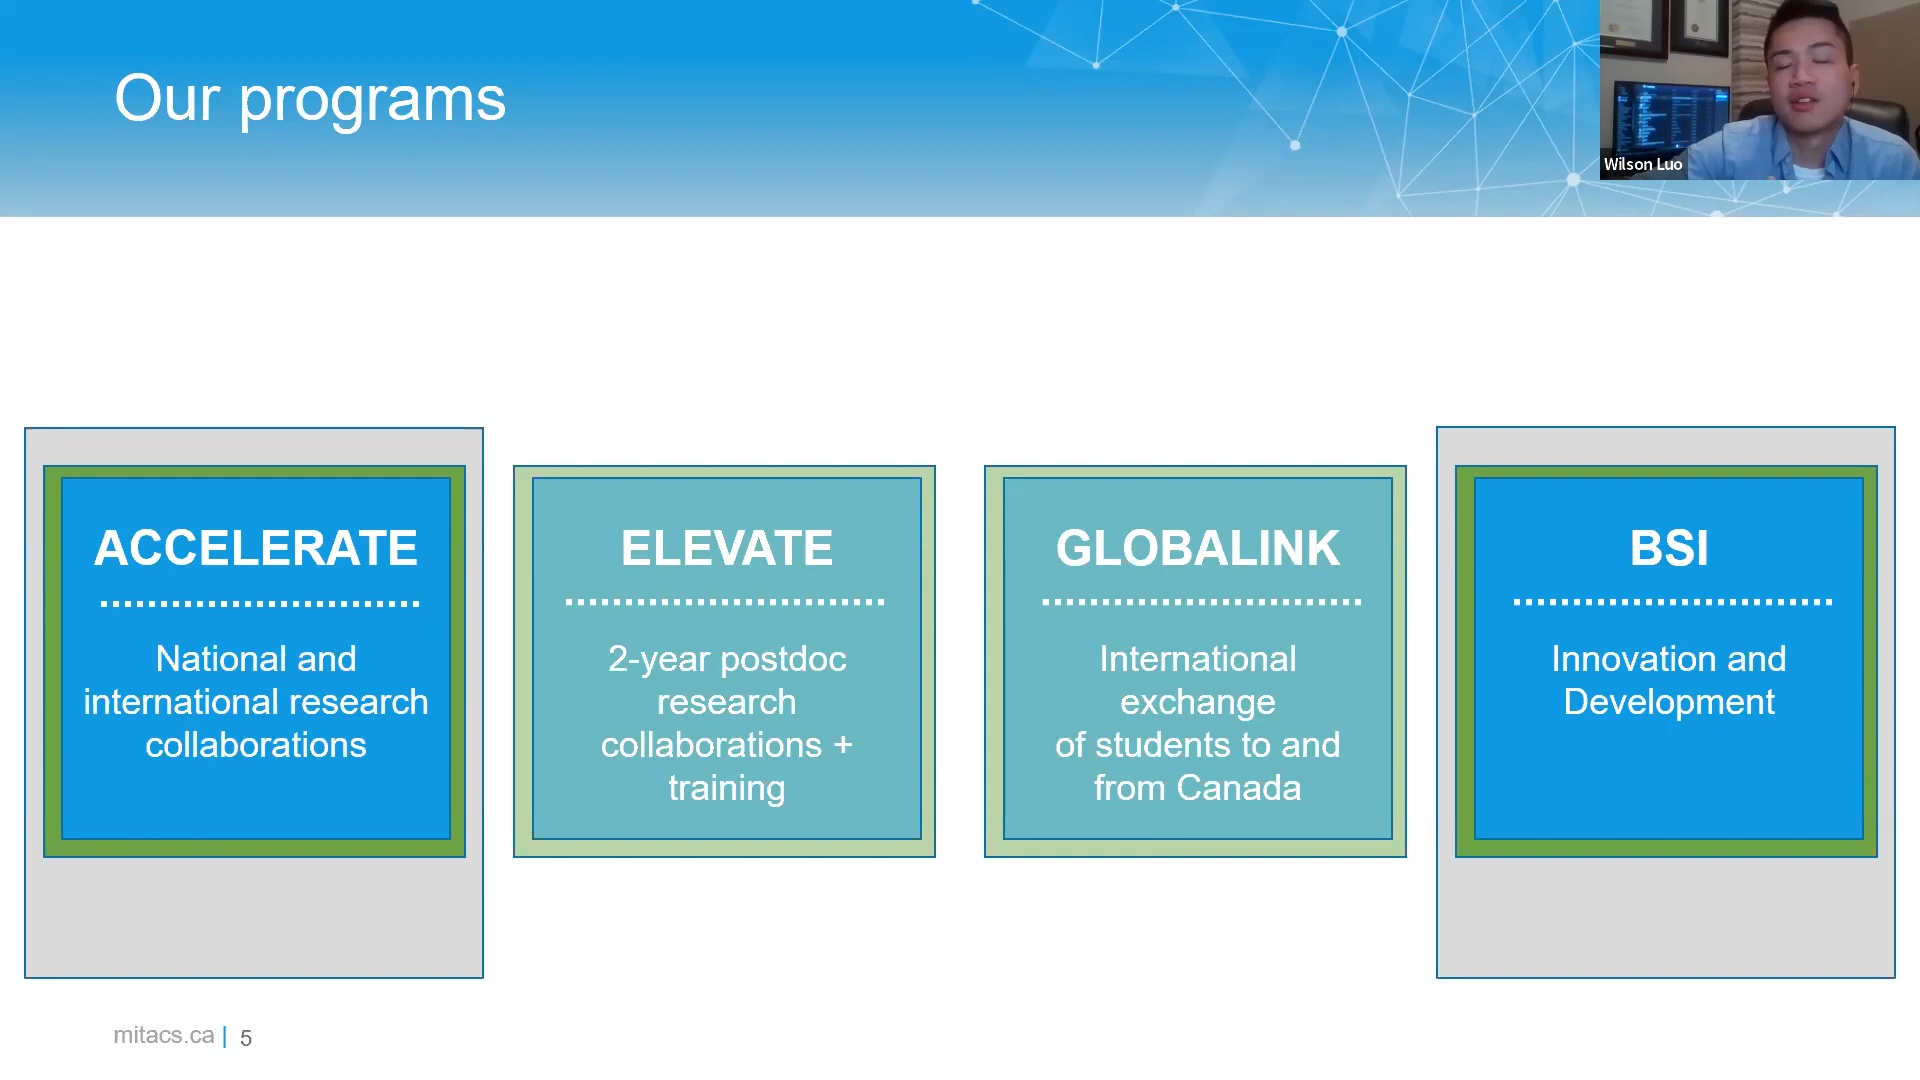 Our programs
Wilson Luo
ACCELERATE
National and
international research
collaborations
ELEVATE
2-year postdoc
research
collaborations +
training
GLOBALINK
International
exchange
of students to and
from Canada
BSI
Innovation and
Development
mitacs.ca | 5